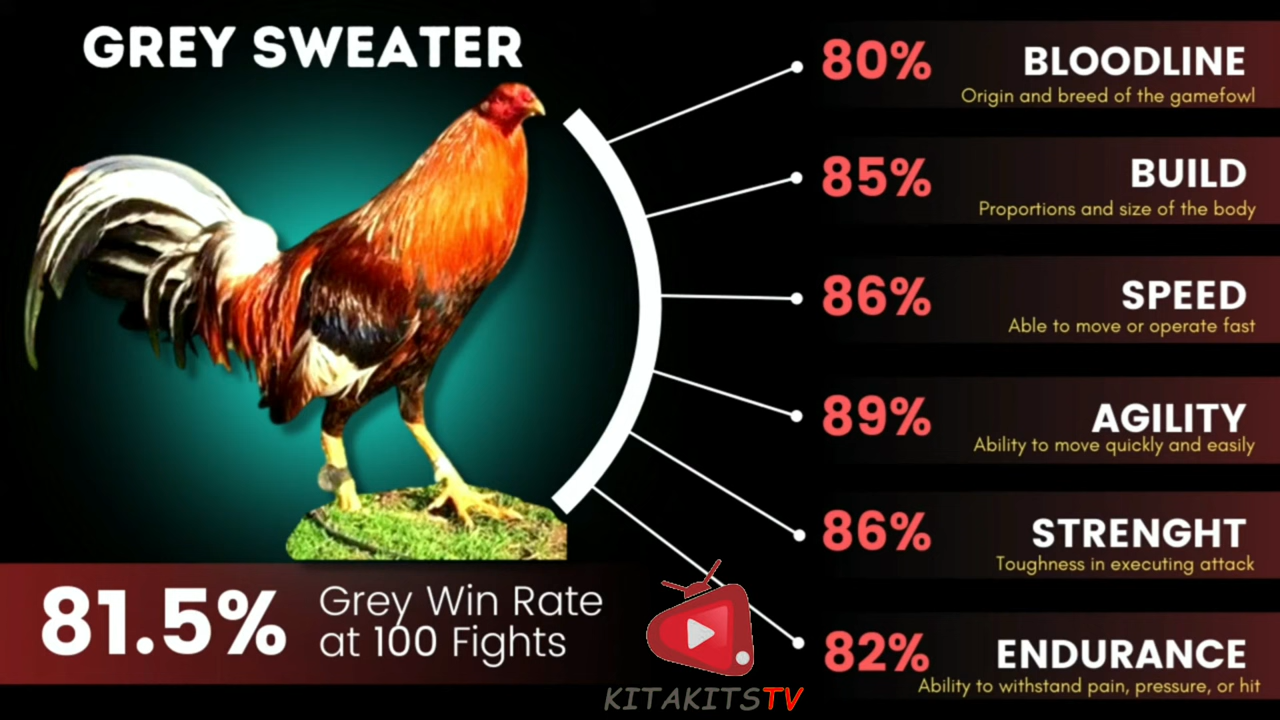 GREY SWEATER
80% BLOODLINE
Origin and breed of the gamefowl
85% BUILD
Proportions and size of the body
86% SPEED
Able to move or operate fast
89% AGILITY
Ability to move quickly and easily
86% STRENGHT
Toughness in executing attack
82% ENDURANCE
Ability to withstand pain, pressure, or hit
81.5%
Grey Win Rate
at 100 Fights
KITAKITSTV